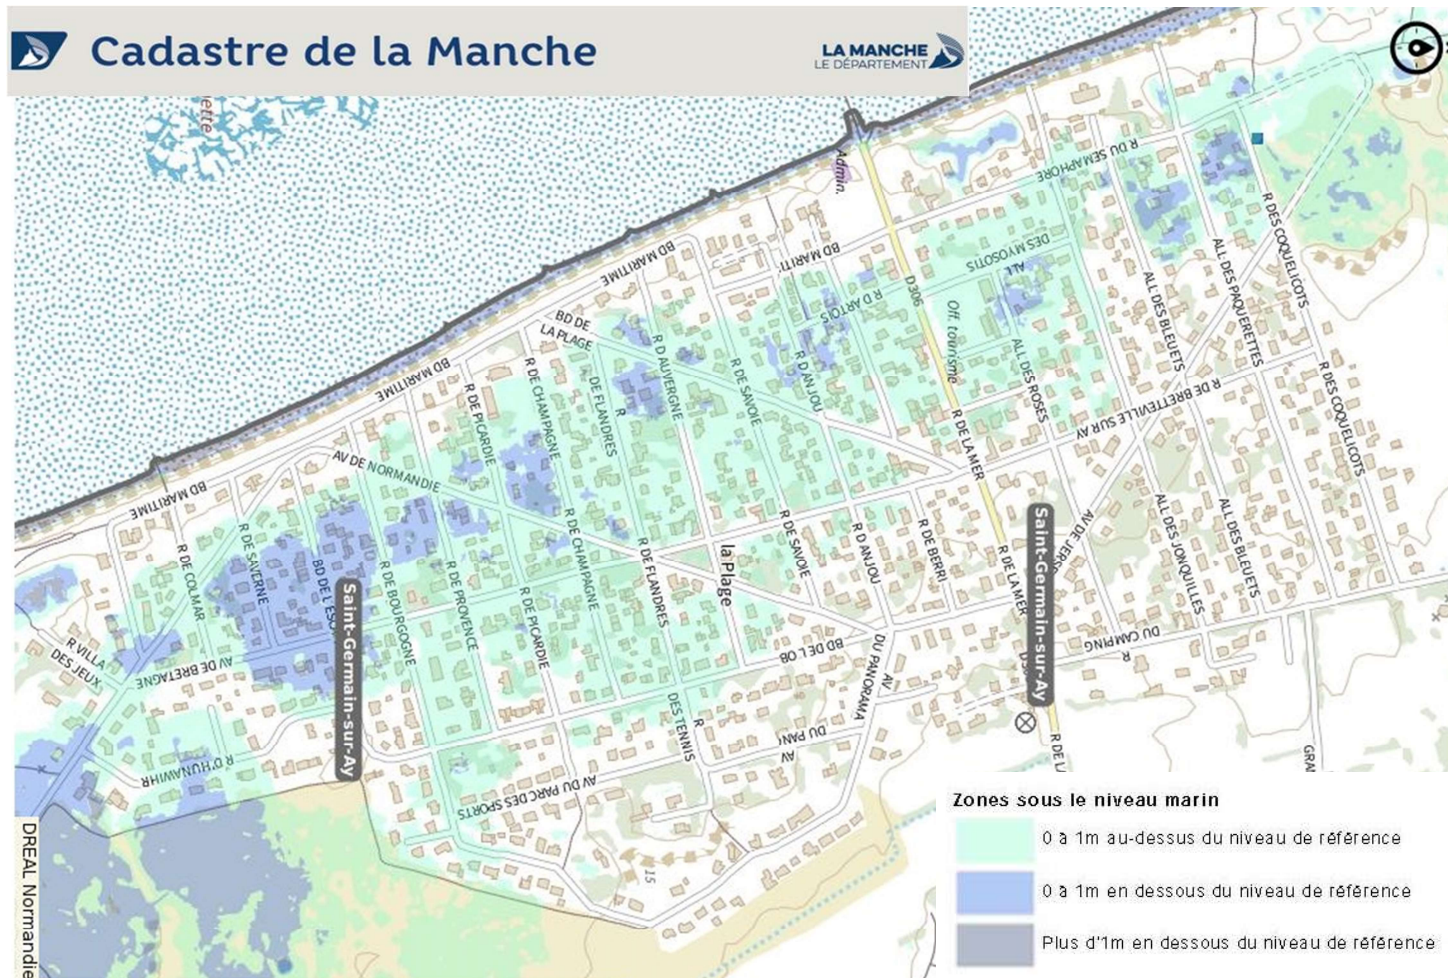 Cadastre de la Manche
LA MANCHE
LE DÉPARTEMENT
Admin.
R DU SEMAPHORE
BD MARITIME
BD MARITI
DES MYOSOTIS
ALL
R DES COQUELICOTS
ALL DES PAQUERETTES
ALL DES BLEUETS
D306
R D ARTOIS
Off. tourisme
BD DE
LA PLAGE
R D AUVERGNE
R DE SAVOIE
R D ANJOU
ALL DES ROSES
BD MARITIME
R DE PICARDIE
R DE CHAMPAGNE
DE FLANDRES
R
R DE LA MER
R DE BRETTEVILLE SUR AY
R DES COQUELICOTS
AV DE NORMANDIE
BD MARITIME
R DE COLMAR
R DE SAVERNE
BD DE L'ESC
R DE BOURGOGNE
R DE PROVENCE
R DE PICARDIE
R DE CHAMPAGNE
R DE FLANDRES
la Plage
R DE SAVOIE
R D ANJOU
R DE BERRI
R DE LA MER
AV DE JERSE
ALL DES JONQUILLES
ALL DES BLEUETS
Saint-Germain-sur-Ay
Saint-Germain-sur-Ay
R VILLA
DES JEUX
AV DE BRETAGNE
BD DE L'OB
DU PANORAMA
AV
DU CAMPING
R
R D'HUNAWIHR
DES TENNIS
R
DU PAN
AV
AV DU PARC DES SPORTS
R DE L
GRA
15
DREAL Normandie
Zones sous le niveau marin
0 à 1m au-dessus du niveau de référence
0 à 1m en dessous du niveau de référence
Plus d'1m en dessous du niveau de référence